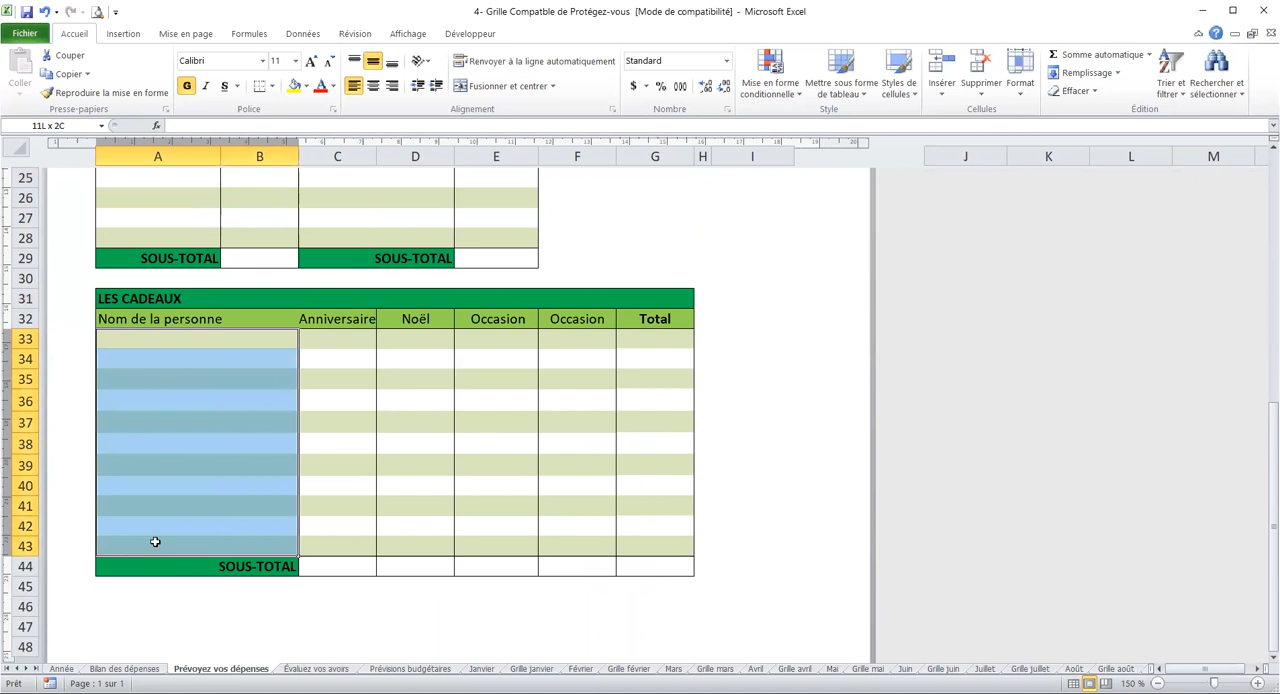 4- Grille Compatble de Protégez-vous [Mode de compatibilité] - Microsoft Excel
Fichier Accueil Insertion Mise en page Formules Données Révision Affichage Développeur
Coller
Couper
Copier
Reproduire la mise en forme
Presse-papiers
Calibri 11
G I S
Police
Renvoyer à la ligne automatiquement
Fusionner et centrer
Alignement
Standard
$ % 000
Nombre
Mise en forme conditionnelle
Mettre sous forme de tableau
Styles de cellules
Style
Insérer Supprimer Format
Cellules
Σ Somme automatique
Remplissage
Effacer
Trier et filtrer
Rechercher et sélectionner
Édition
11L x 2C fx
A B C D E F G H I J K L M
25
26
27
28
29 SOUS-TOTAL SOUS-TOTAL
30
31 LES CADEAUX
32 Nom de la personne Anniversaire Noël Occasion Occasion Total
33
34
35
36
37
38
39
40
41
42
43
44 SOUS-TOTAL
45
46
47
48
Année Bilan des dépenses Prévoyez vos dépenses Évaluez vos avoirs Prévisions budgétaires Janvier Grille janvier Février Grille février Mars Grille mars Avril Grille avril Mai Grille mai Juin Grille juin Juillet Grille juillet Août Grille août
Prêt Page : 1 sur 1 150 %